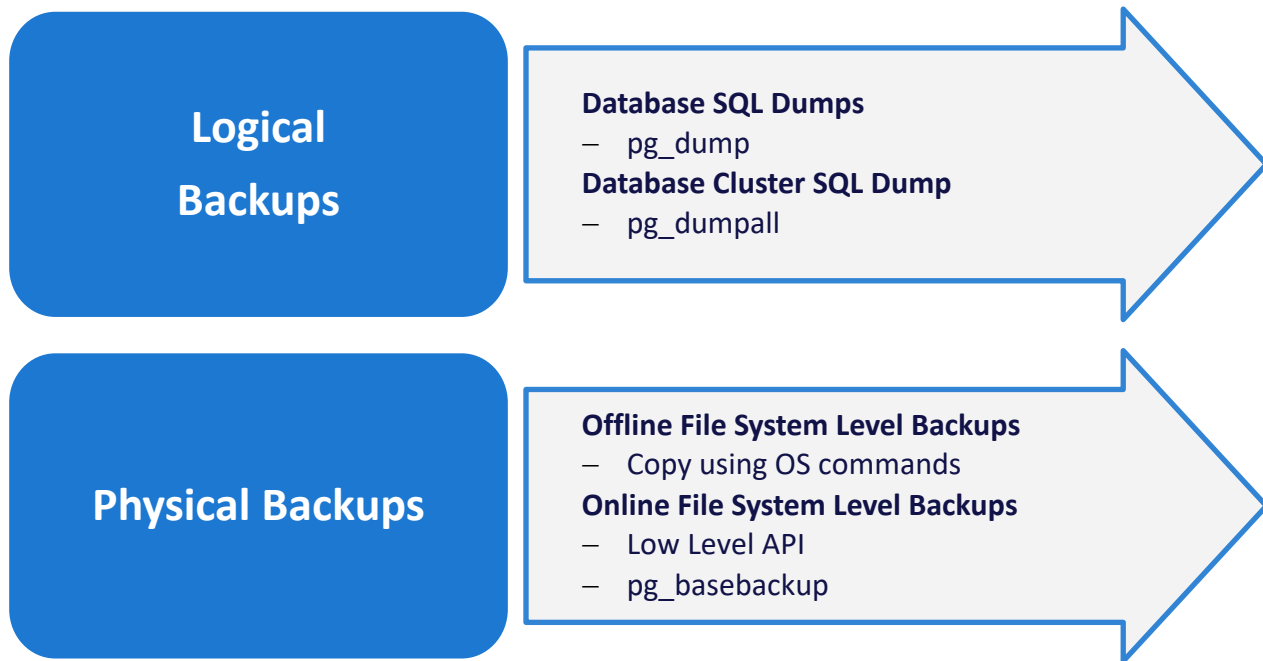 Logical
Backups
Database SQL Dumps
– pg_dump
Database Cluster SQL Dump
– pg_dumpall
Physical Backups
Offline File System Level Backups
– Copy using OS commands
Online File System Level Backups
– Low Level API
– pg_basebackup